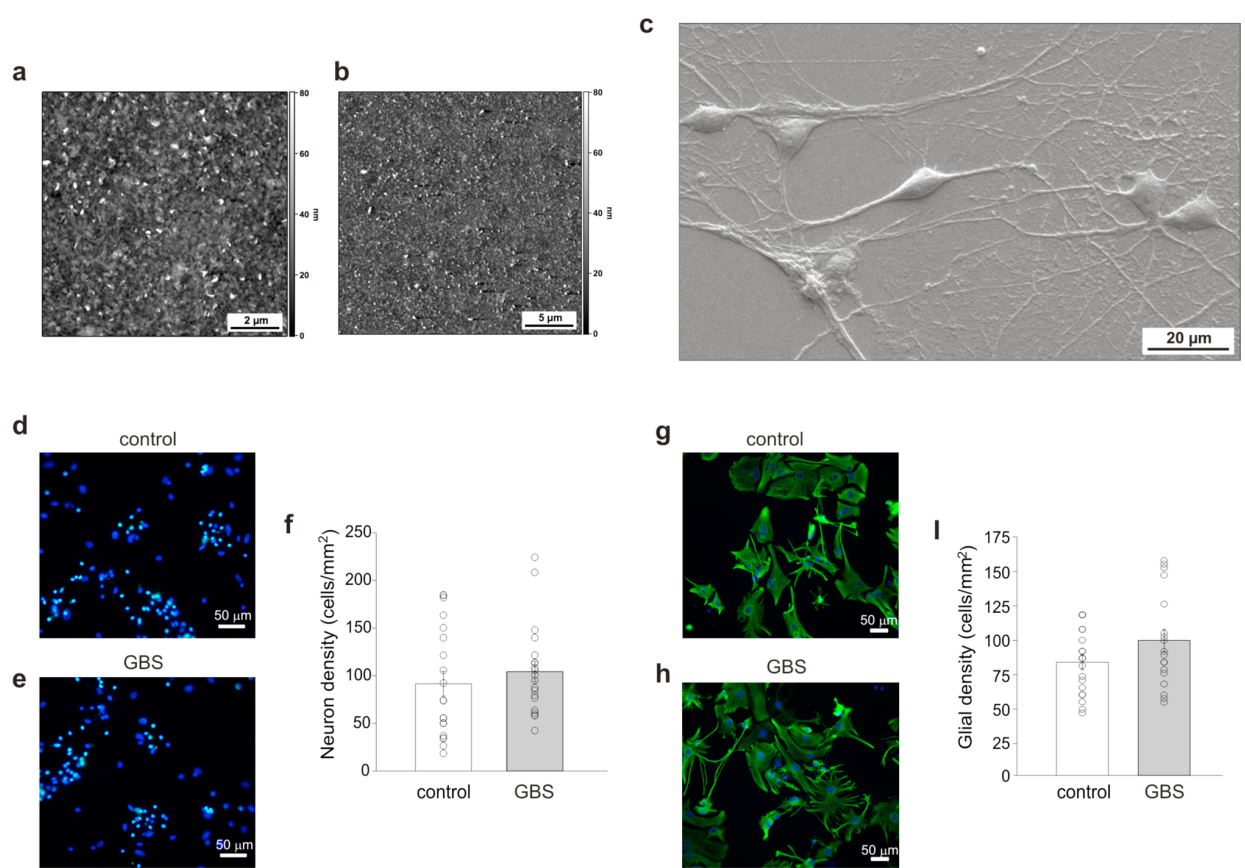 a
80
60
40
20
0
nm
2 µm
b
80
60
40
20
0
nm
5 µm
c
20 µm
d
control
50 µm
e
GBS
50 µm
f
Neuron density (cells/mm²)
250
200
150
100
50
0
control
GBS
g
control
50 µm
h
GBS
50 µm
l
Glial density (cells/mm²)
175
150
125
100
75
50
25
0
control
GBS